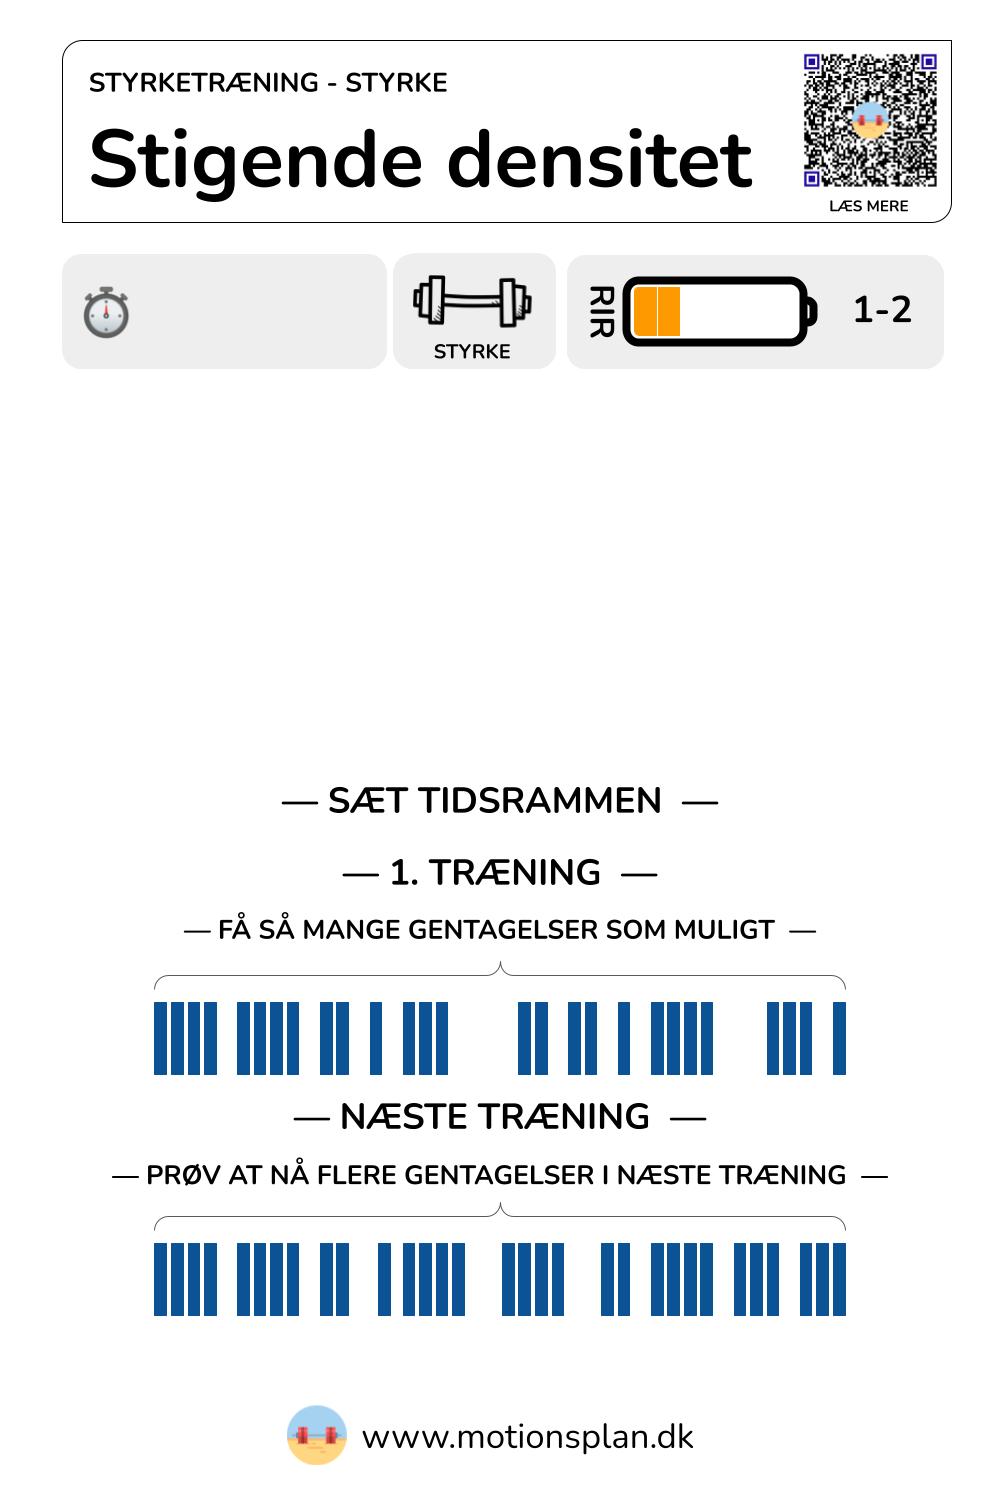 STYRKETRÆNING - STYRKE
Stigende densitet
LÆS MERE
STYRKE
RIR
1-2
— SÆT TIDSRAMMEN —
— 1. TRÆNING —
— FÅ SÅ MANGE GENTAGELSER SOM MULIGT —
— NÆSTE TRÆNING —
— PRØV AT NÅ FLERE GENTAGELSER I NÆSTE TRÆNING —
www.motionsplan.dk